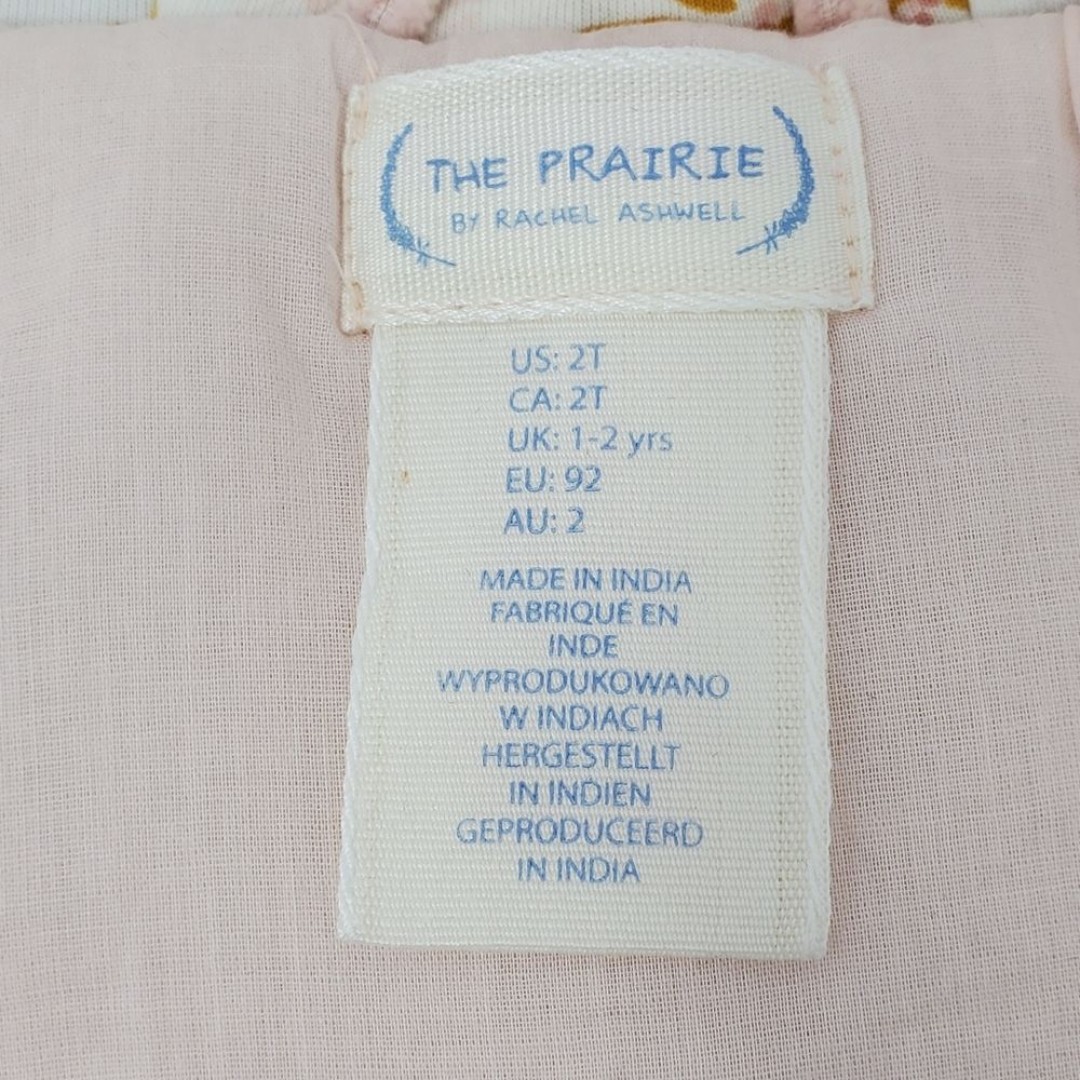 THE PRAIRIE
BY RACHEL ASHWELL
US: 2T
CA: 2T
UK: 1-2 yrs
EU: 92
AU: 2
MADE IN INDIA
FABRIQUÉ EN
INDE
WYPRODUKOWANO
W INDIACH
HERGESTELLT
IN INDIEN
GEPRODUCEERD
IN INDIA